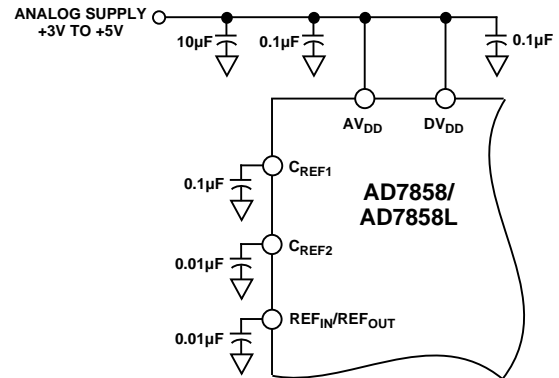 ANALOG SUPPLY
+3V TO +5V
10µF
0.1µF
0.1µF
AVDD
DVDD
CREF1
0.1µF
AD7858/
AD7858L
CREF2
0.01µF
REFIN/REFOUT
0.01µF